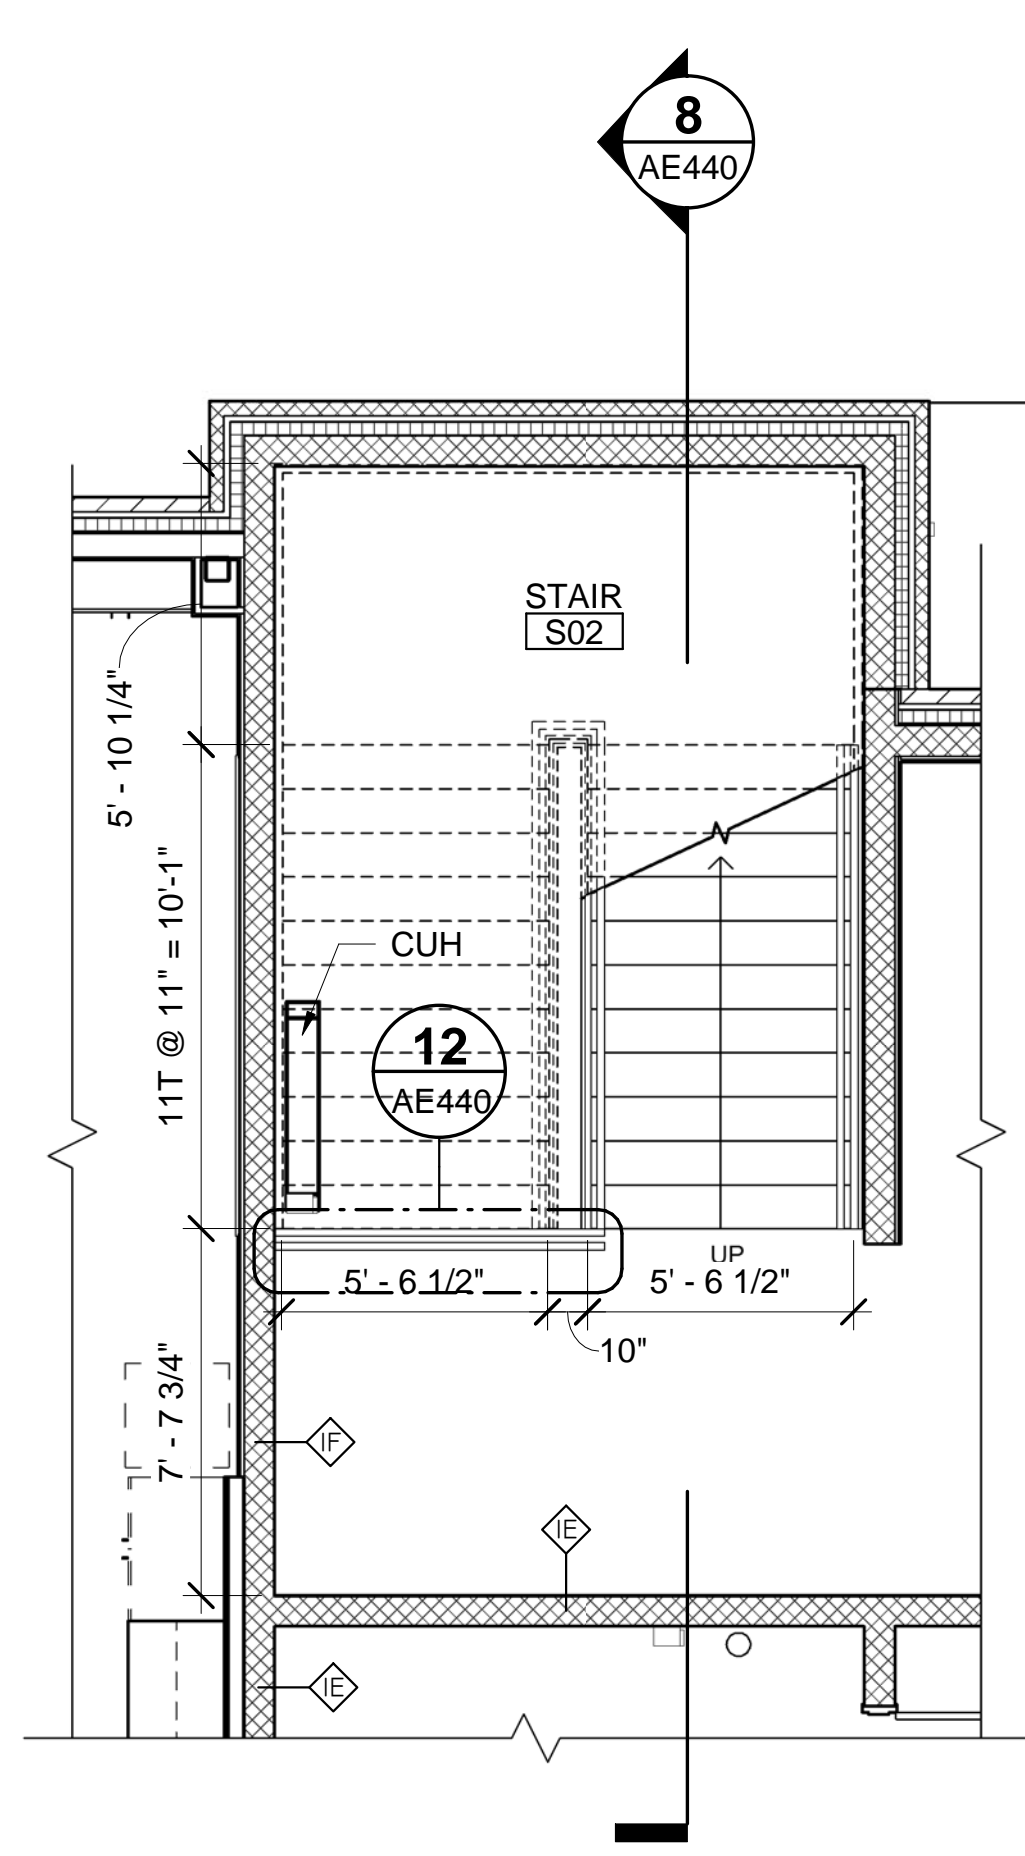 8
AE440
STAIR
S02
5' - 10 1/4"
11T @ 11" = 10'-1"
CUH
12
AE440
UP
5' - 6 1/2"
5' - 6 1/2"
10"
7' - 7 3/4"
IF
IE
IE